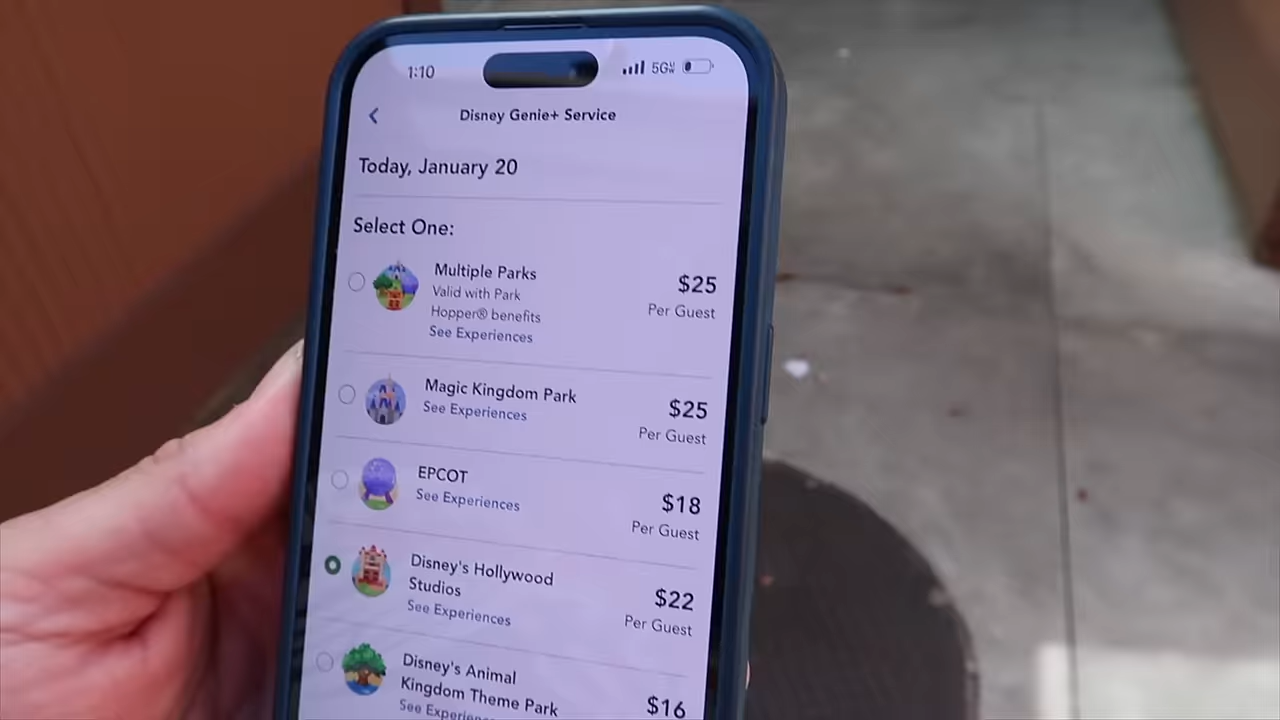 1:10
5GW
Disney Genie+ Service
Today, January 20
Select One:
Multiple Parks
Valid with Park
Hopper® benefits
See Experiences
$25
Per Guest
Magic Kingdom Park
See Experiences
$25
Per Guest
EPCOT
See Experiences
$18
Per Guest
Disney's Hollywood
Studios
See Experiences
$22
Per Guest
Disney's Animal
Kingdom Theme Park
See Experiences
$16